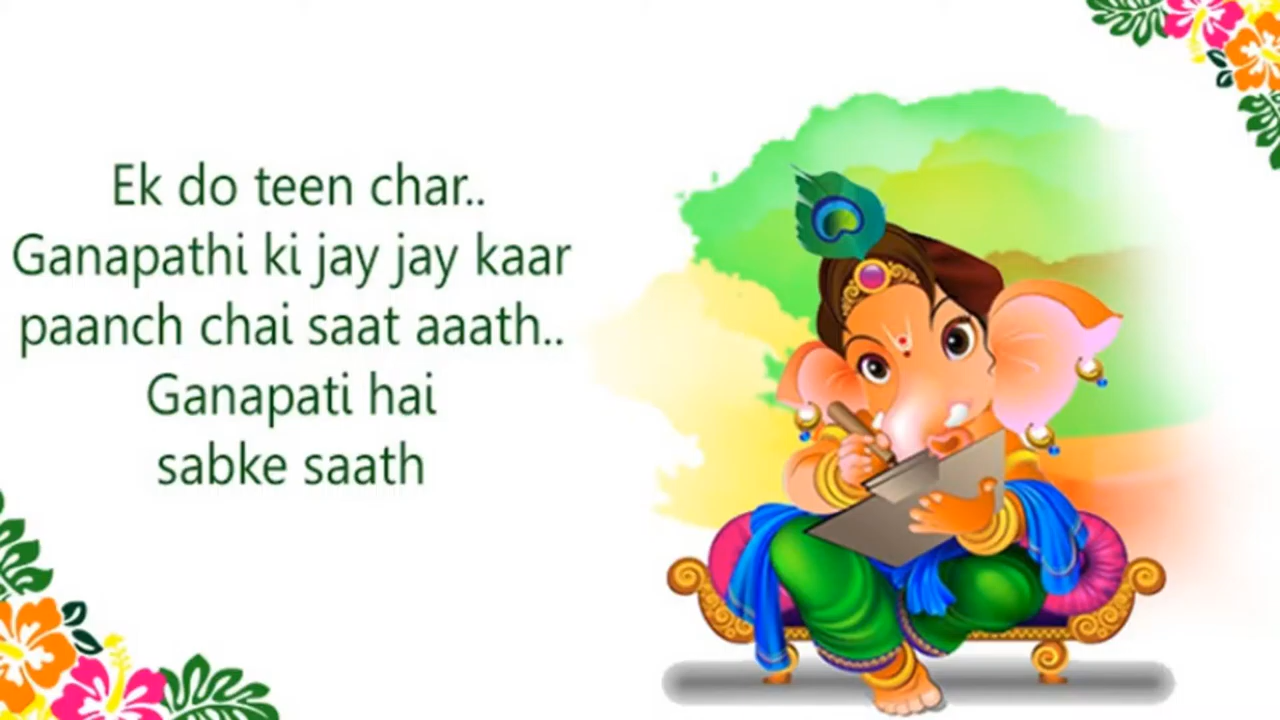 Ek do teen char..
Ganapathi ki jay jay kaar
paanch chai saat aaath..
Ganapati hai
sabke saath